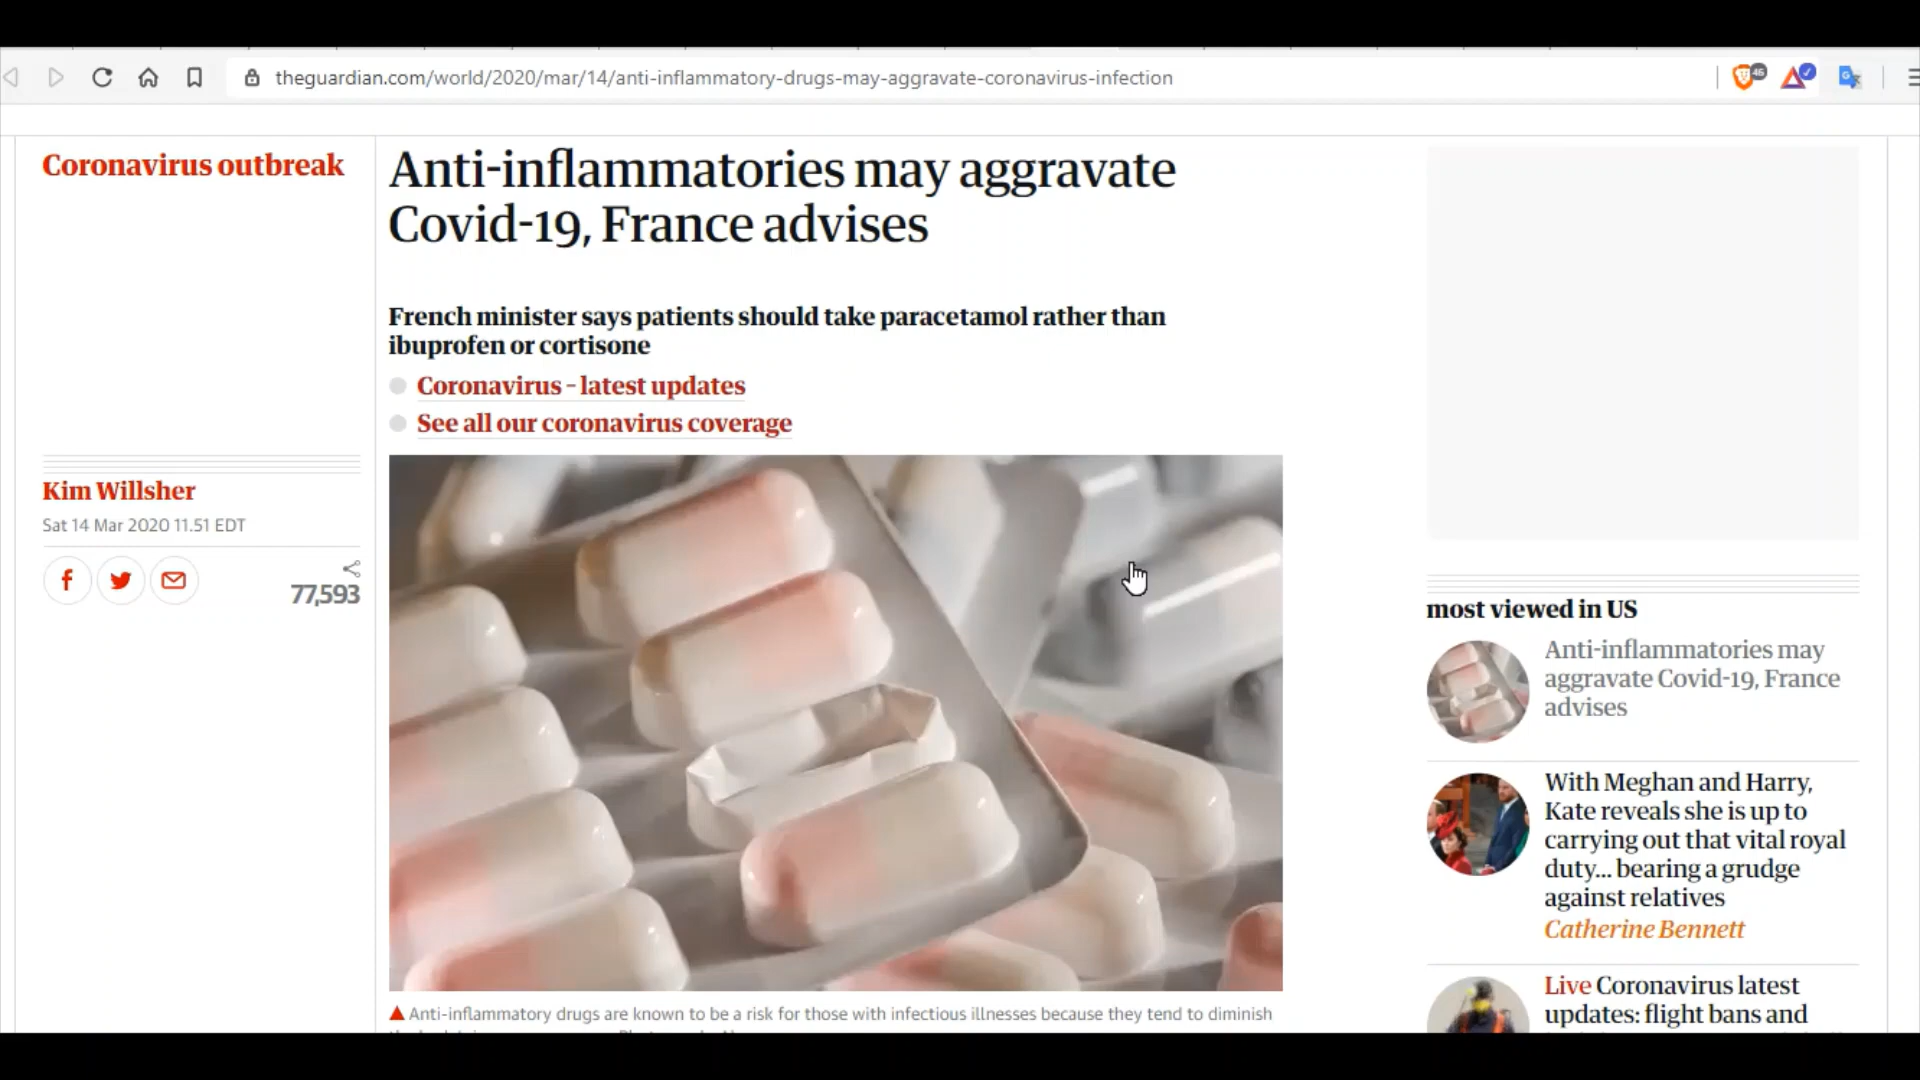 theguardian.com/world/2020/mar/14/anti-inflammatory-drugs-may-aggravate-coronavirus-infection
46
Coronavirus outbreak
Anti-inflammatories may aggravate
Covid-19, France advises
French minister says patients should take paracetamol rather than
ibuprofen or cortisone
Coronavirus – latest updates
See all our coronavirus coverage
Kim Willsher
Sat 14 Mar 2020 11.51 EDT
77,593
Anti-inflammatory drugs are known to be a risk for those with infectious illnesses because they tend to diminish
most viewed in US
Anti-inflammatories may
aggravate Covid-19, France
advises
With Meghan and Harry,
Kate reveals she is up to
carrying out that vital royal
duty... bearing a grudge
against relatives
Catherine Bennett
Live Coronavirus latest
updates: flight bans and